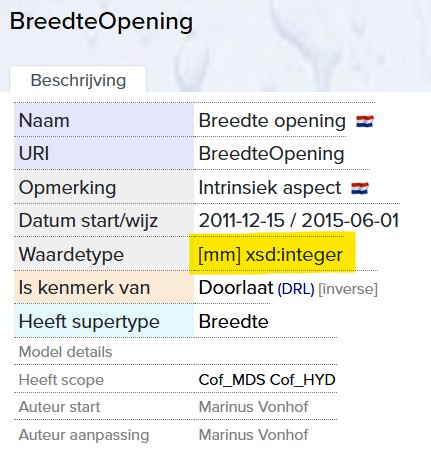 BreedteOpening
Beschrijving
Naam Breedte opening
URI BreedteOpening
Opmerking Intrinsiek aspect
Datum start/wijz 2011-12-15 / 2015-06-01
Waardetype [mm] xsd:integer
Is kenmerk van Doorlaat (DRL) [inverse]
Heeft supertype Breedte
Model details
Heeft scope Cof_MDS Cof_HYD
Auteur start Marinus Vonhof
Auteur aanpassing Marinus Vonhof